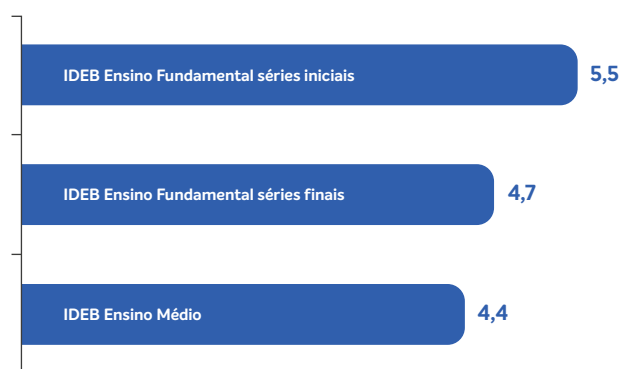 IDEB Ensino Fundamental séries iniciais 5,5
IDEB Ensino Fundamental séries finais 4,7
IDEB Ensino Médio 4,4